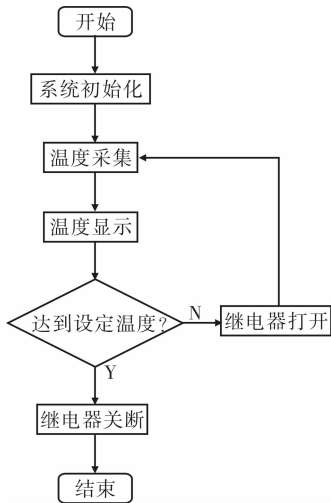 开始
系统初始化
温度采集
温度显示
达到设定温度?
N
继电器打开
Y
继电器关断
结束